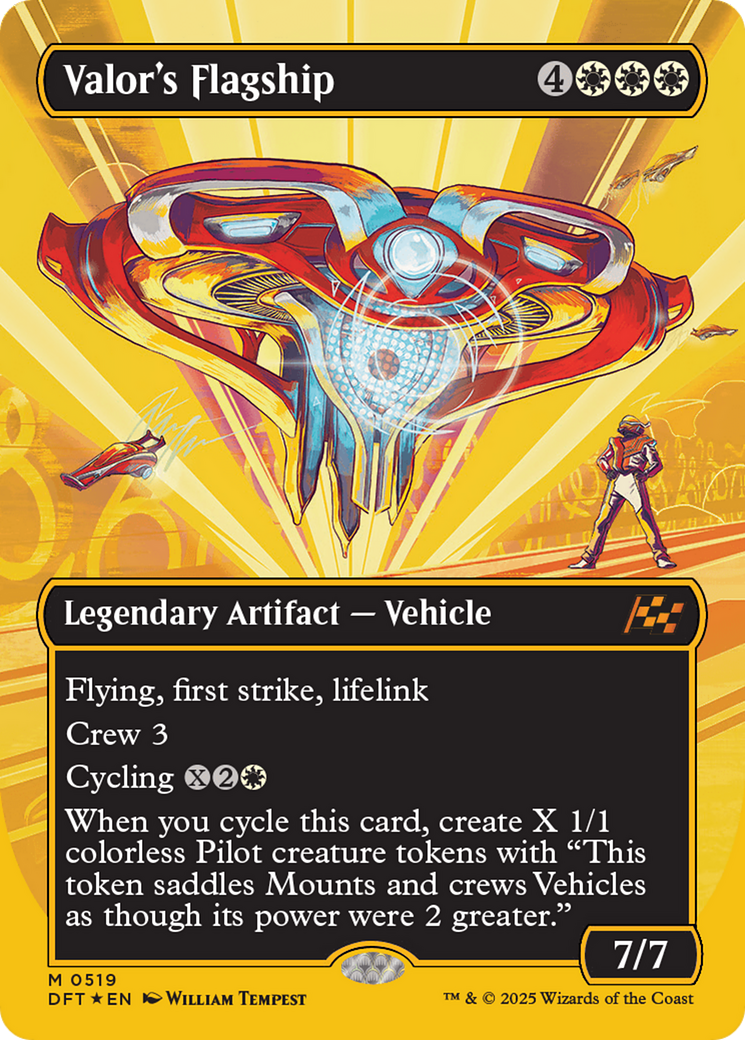 Valor's Flagship 4
Legendary Artifact — Vehicle
Flying, first strike, lifelink
Crew 3
Cycling X 2
When you cycle this card, create X 1/1
colorless Pilot creature tokens with “This
token saddles Mounts and crews Vehicles
as though its power were 2 greater.”
7/7
M 0519
DFT ★ EN WILLIAM TEMPEST
™ & © 2025 Wizards of the Coast